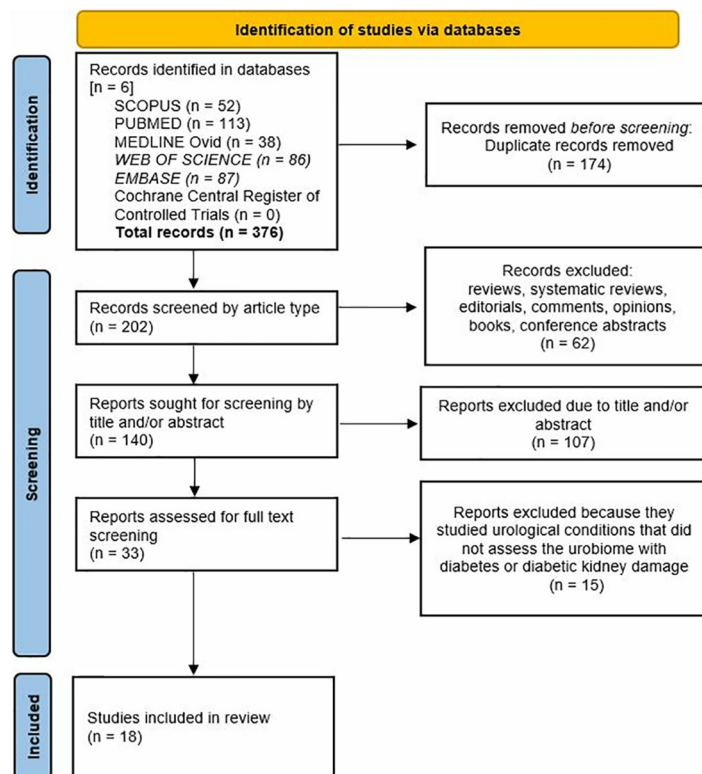 Identification of studies via databases
Identification
Records identified in databases
[n = 6]
SCOPUS (n = 52)
PUBMED (n = 113)
MEDLINE Ovid (n = 38)
WEB OF SCIENCE (n = 86)
EMBASE (n = 87)
Cochrane Central Register of
Controlled Trials (n = 0)
Total records (n = 376)
Records removed before screening:
Duplicate records removed
(n = 174)
Screening
Records screened by article type
(n = 202)
Records excluded:
reviews, systematic reviews,
editorials, comments, opinions,
books, conference abstracts
(n = 62)
Reports sought for screening by
title and/or abstract
(n = 140)
Reports excluded due to title and/or
abstract
(n = 107)
Reports assessed for full text
screening
(n = 33)
Reports excluded because they
studied urological conditions that did
not assess the urobiome with
diabetes or diabetic kidney damage
(n = 15)
Included
Studies included in review
(n = 18)